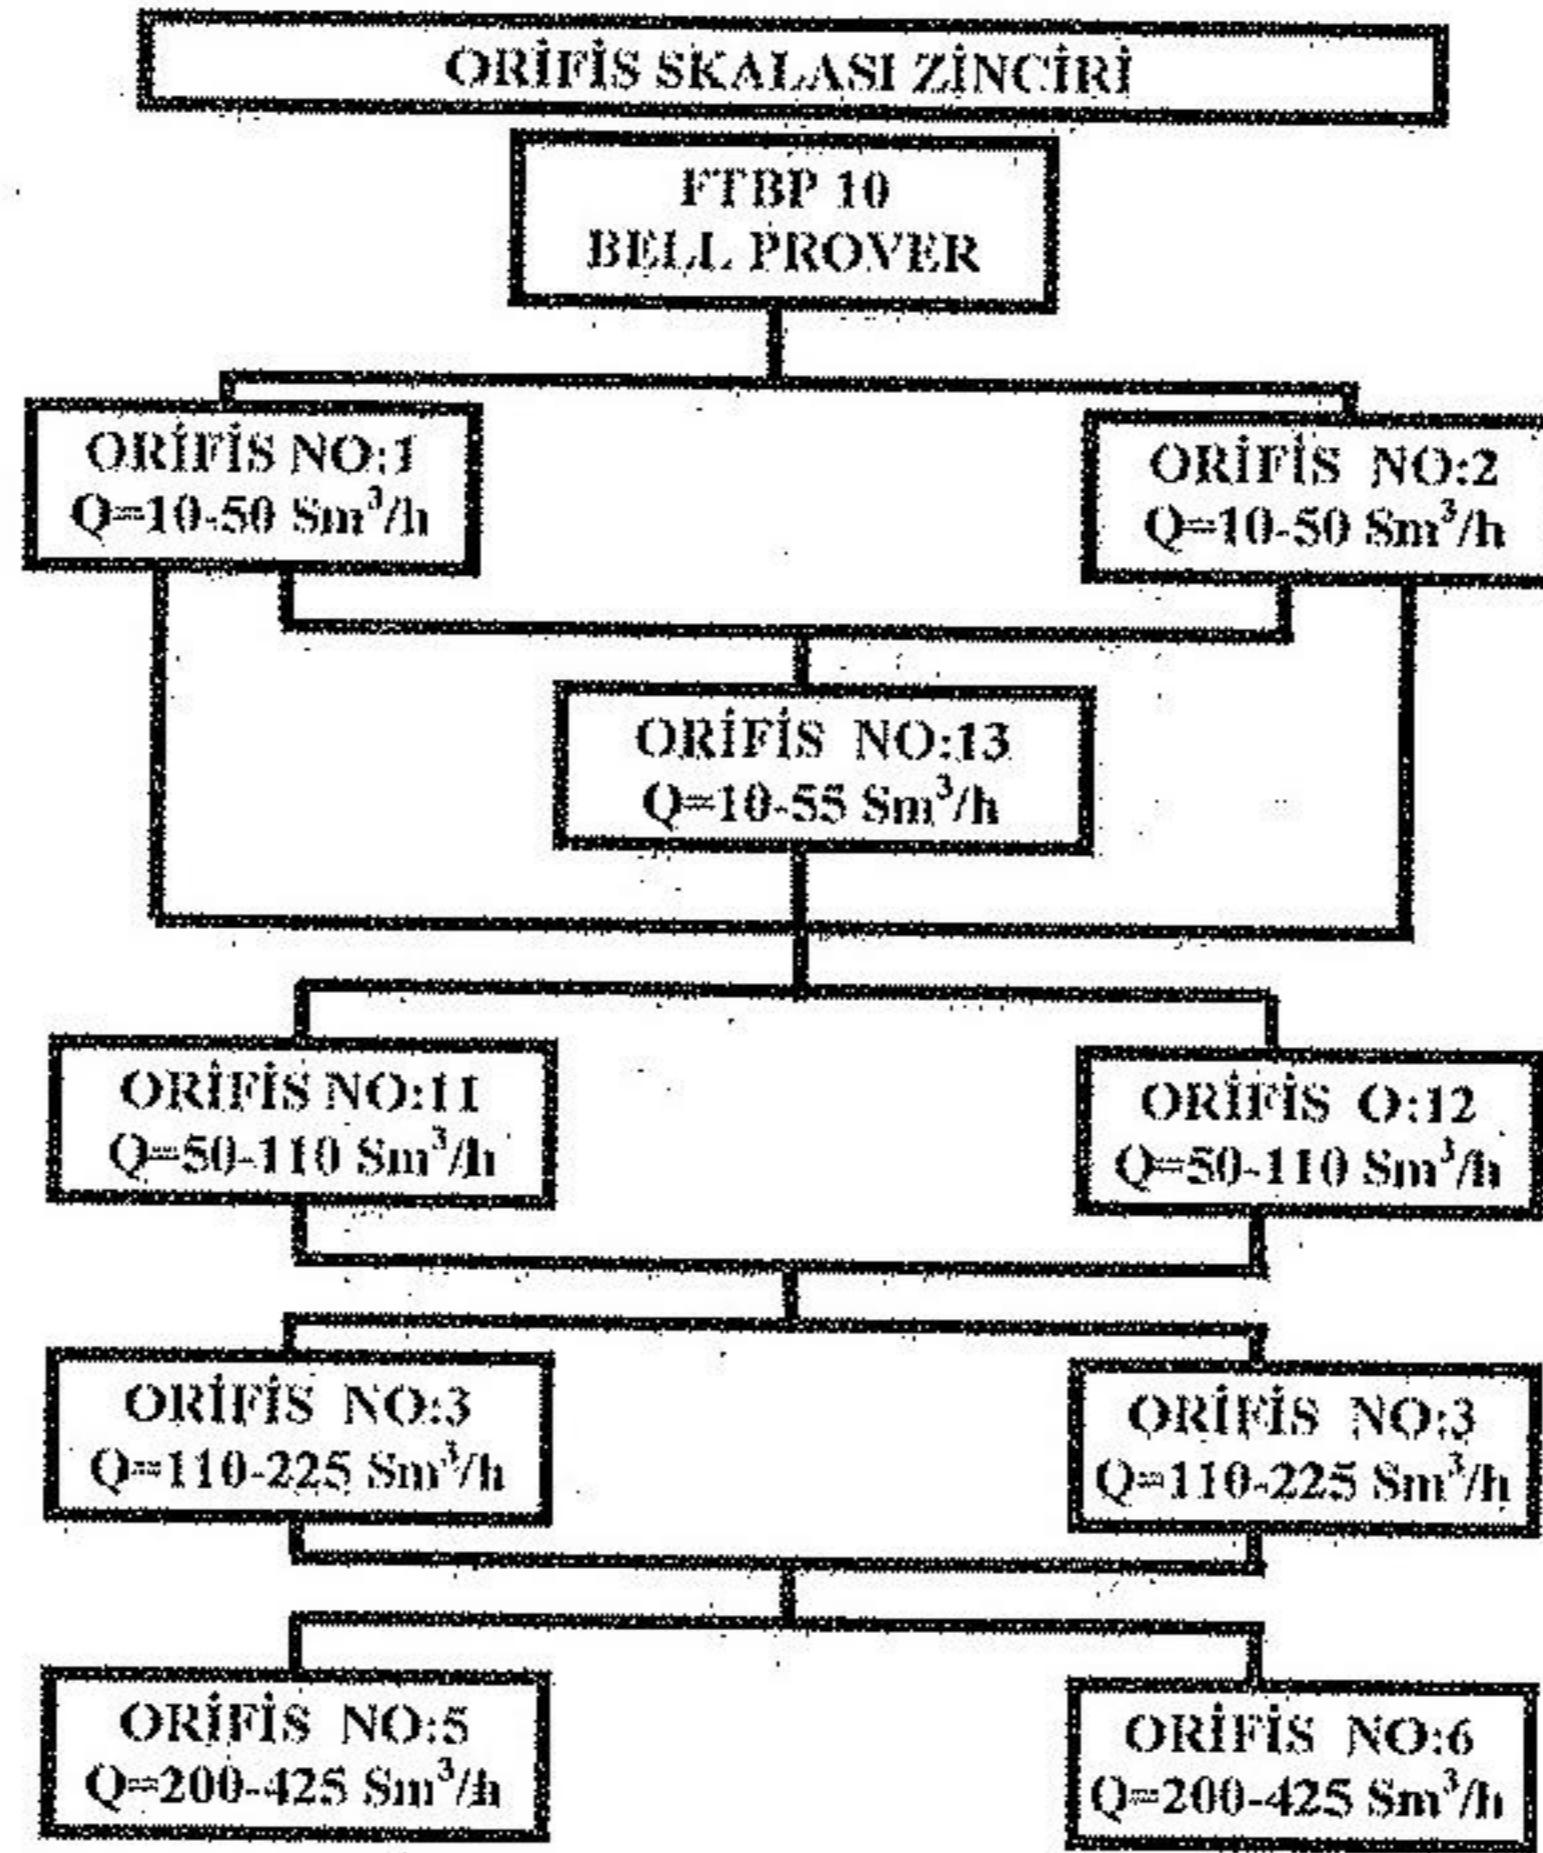 ORİFİS SKALASI ZİNCİRİ
FTBP 10
BELL PROVER
ORİFİS NO:1
Q=10-50 Sm³/h
ORİFİS NO:2
Q=10-50 Sm³/h
ORİFİS NO:13
Q=10-55 Sm³/h
ORİFİS NO:11
Q=50-110 Sm³/h
ORİFİS O:12
Q=50-110 Sm³/h
ORİFİS NO:3
Q=110-225 Sm³/h
ORİFİS NO:3
Q=110-225 Sm³/h
ORİFİS NO:5
Q=200-425 Sm³/h
ORİFİS NO:6
Q=200-425 Sm³/h